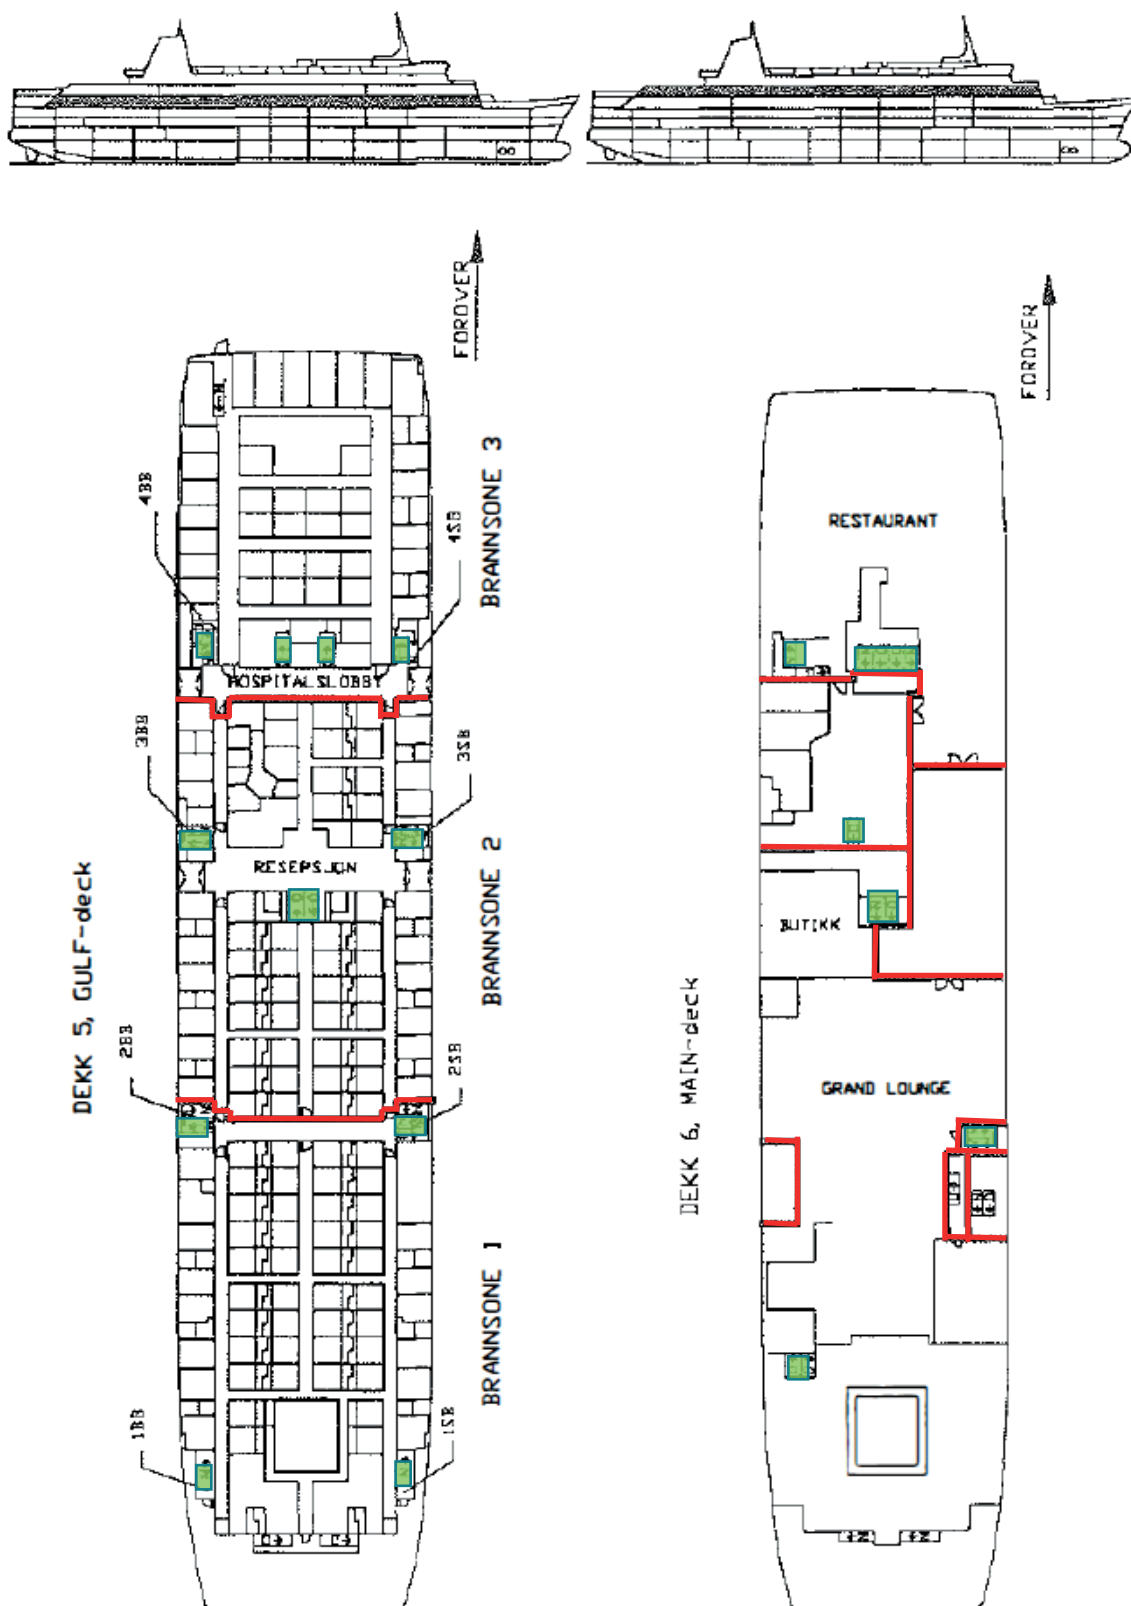 FOROVER
4BB
4SB
BRANNSONE 3
HOSPITALSLOBBY
3BB
3SB
DEKK 5, GULF-deck
RESEPSJON
BRANNSONE 2
2BB
2SB
BRANNSONE 1
1BB
1SB
FOROVER
RESTAURANT
BUTIKK
DEKK 6, MAIN-deck
GRAND LOUNGE